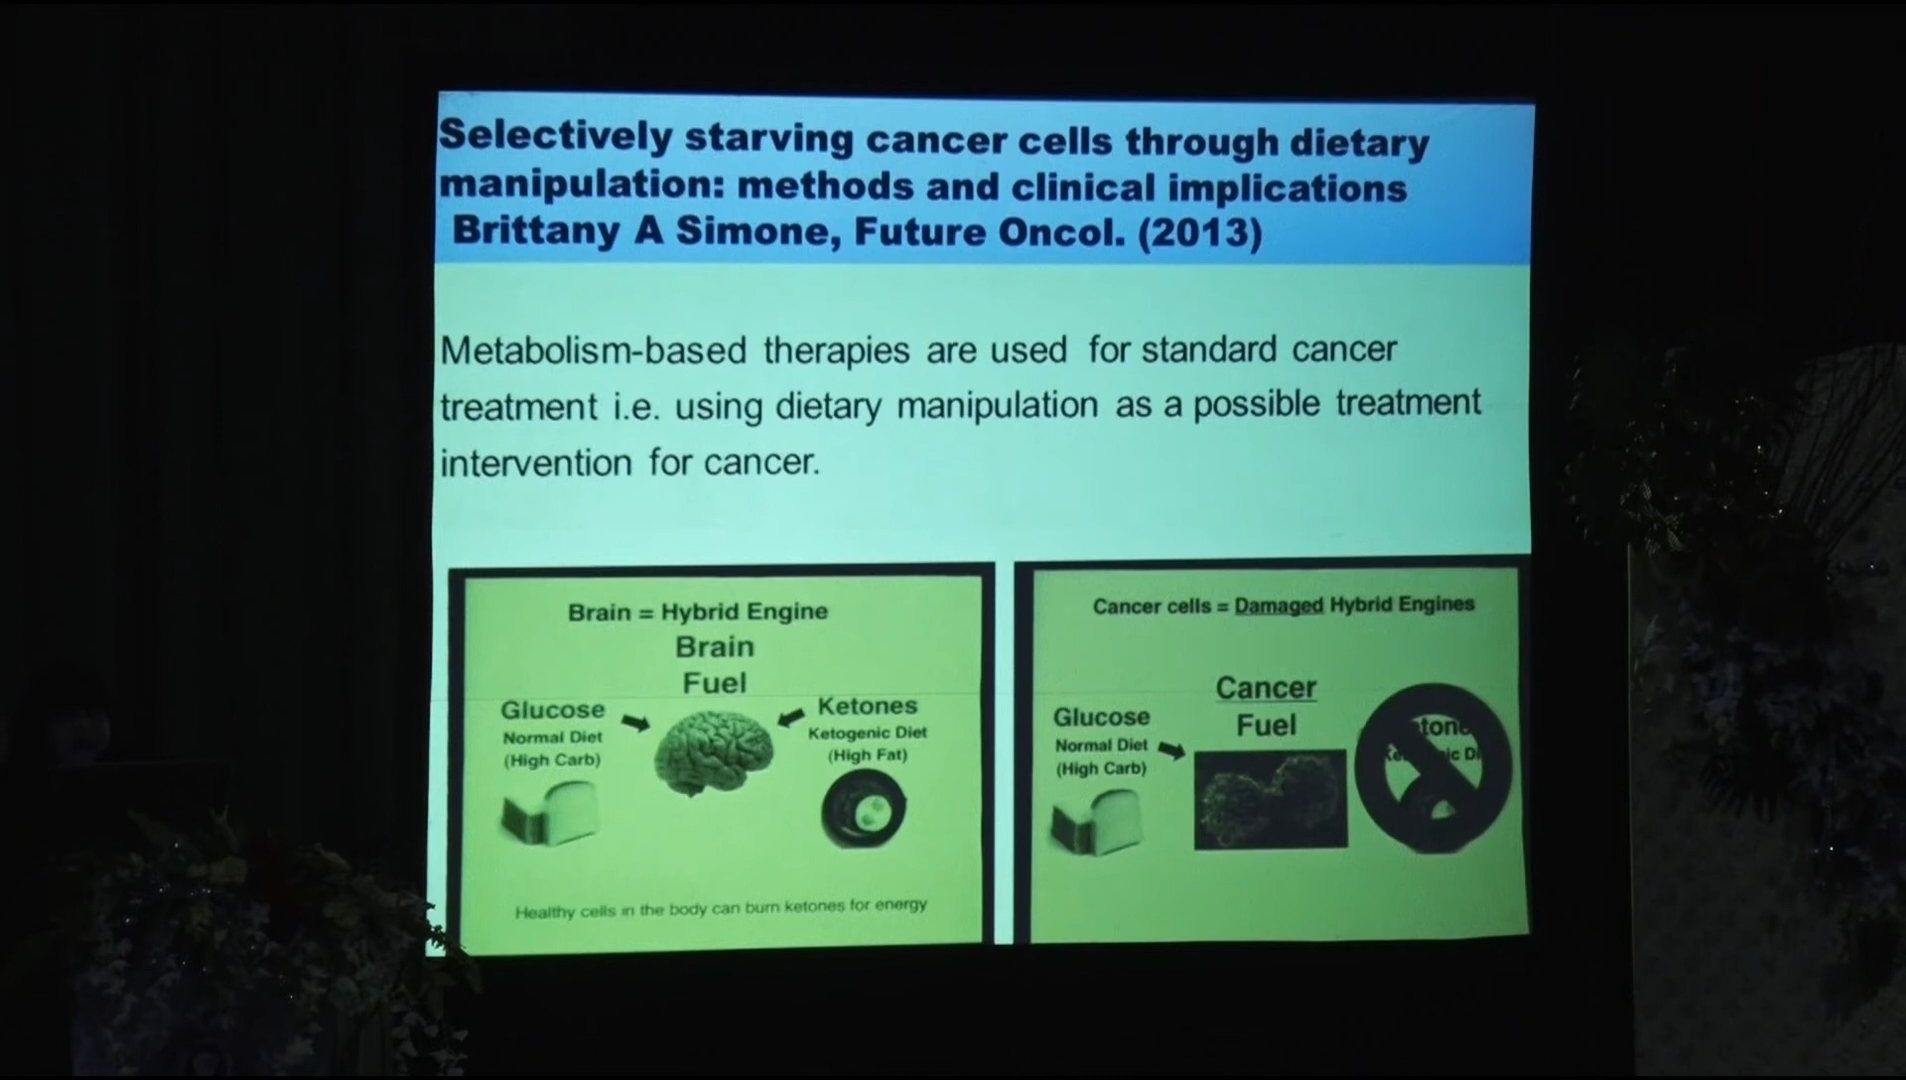 Selectively starving cancer cells through dietary
manipulation: methods and clinical implications
Brittany A Simone, Future Oncol. (2013)
Metabolism-based therapies are used for standard cancer
treatment i.e. using dietary manipulation as a possible treatment
intervention for cancer.
Brain = Hybrid Engine
Brain
Fuel
Glucose
Normal Diet
(High Carb)
Ketones
Ketogenic Diet
(High Fat)
Healthy cells in the body can burn ketones for energy
Cancer cells = Damaged Hybrid Engines
Cancer
Fuel
Glucose
Normal Diet
(High Carb)